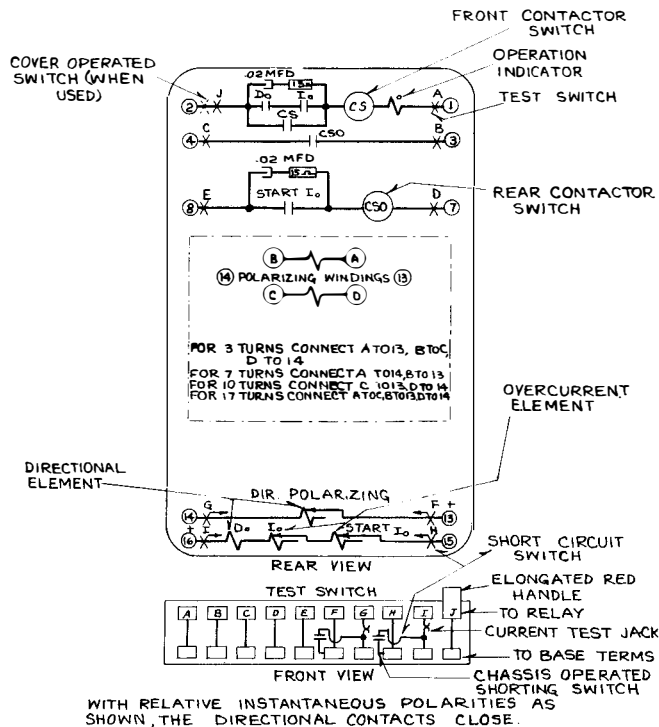 FRONT CONTACTOR
SWITCH
OPERATION
INDICATOR
COVER OPERATED
SWITCH (WHEN
USED)
TEST SWITCH
.02 MFD
15Ω
2
J
Do
Io
CS
CS
A
1
4
C
CSO
B
3
.02 MFD
15Ω
8
E
START Io
CSO
D
7
REAR CONTACTOR
SWITCH
B
A
14 POLARIZING WINDINGS 13
C
D
FOR 3 TURNS CONNECT A TO 13, B TO C,
D TO 14
FOR 7 TURNS CONNECT A TO 14, B TO 13
FOR 10 TURNS CONNECT C TO 13, D TO 14
FOR 17 TURNS CONNECT A TO C, B TO 13, D TO 14
OVERCURRENT
ELEMENT
DIRECTIONAL
ELEMENT
DIR. POLARIZING
14
G
F +
13
+
16
I
Do
Io
START Io
H
15
REAR VIEW
SHORT CIRCUIT
SWITCH
TEST SWITCH
ELONGATED RED
HANDLE
A B C D E F G H I J
TO RELAY
CURRENT TEST JACK
TO BASE TERMS
FRONT VIEW
CHASSIS OPERATED
SHORTING SWITCH
WITH RELATIVE INSTANTANEOUS POLARITIES AS
SHOWN, THE DIRECTIONAL CONTACTS CLOSE.